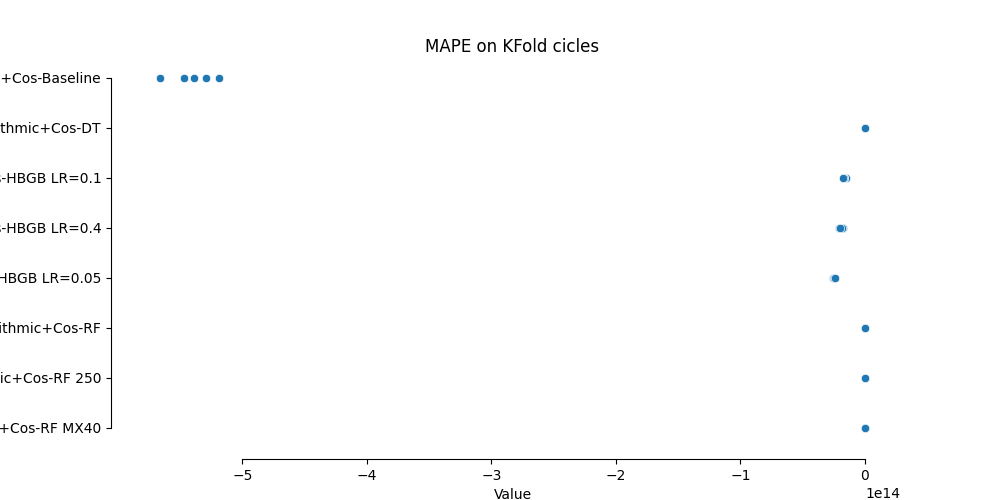 MAPE on KFold cicles
+Cos-Baseline
ithmic+Cos-DT
s-HBGB LR=0.1
s-HBGB LR=0.4
HBGB LR=0.05
ithmic+Cos-RF
ic+Cos-RF 250
+Cos-RF MX40
−5 −4 −3 −2 −1 0
1e14
Value